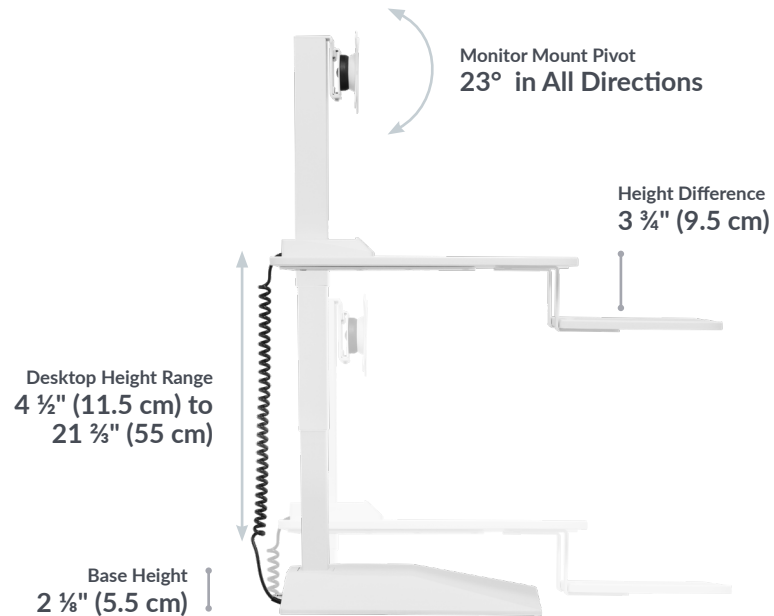 Monitor Mount Pivot
23° in All Directions
Height Difference
3 ¾" (9.5 cm)
Desktop Height Range
4 ½" (11.5 cm) to
21 ⅔" (55 cm)
Base Height
2 ⅛" (5.5 cm)